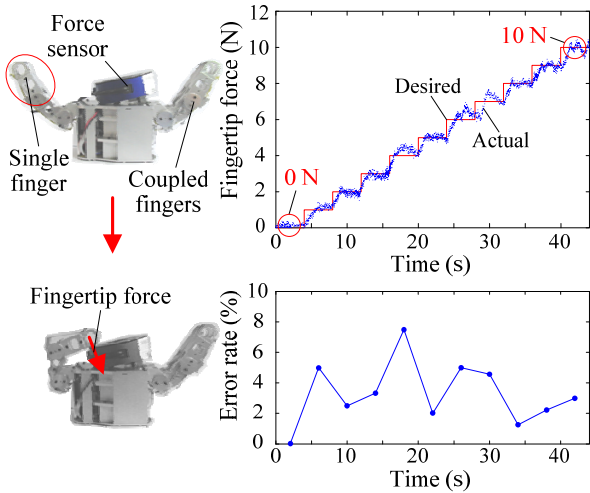 Force
sensor
Single
finger
Coupled
fingers
Fingertip force
Fingertip force (N)
12
10
8
6
4
2
0
10 N
Desired
Actual
0 N
0 10 20 30 40
Time (s)
Error rate (%)
10
8
6
4
2
0
0 10 20 30 40
Time (s)